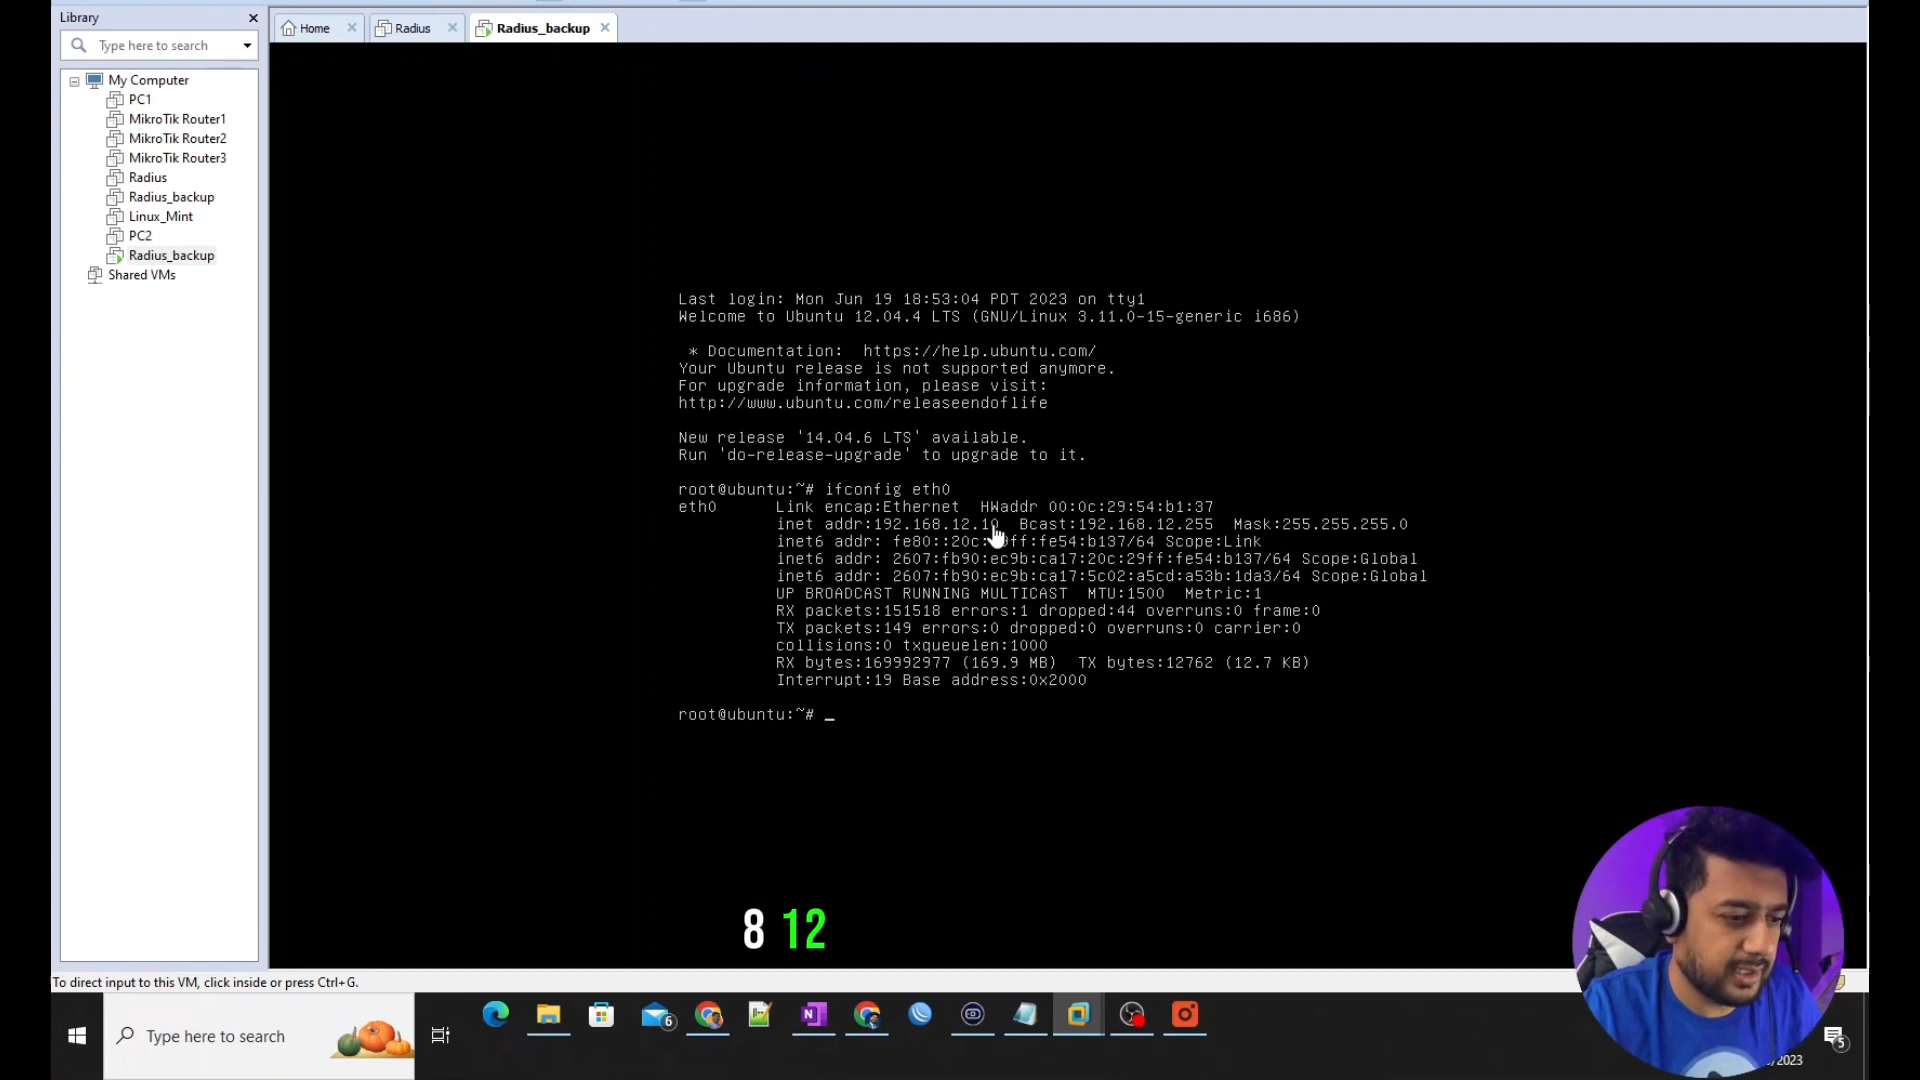 Library
Type here to search
My Computer
PC1
MikroTik Router1
MikroTik Router2
MikroTik Router3
Radius
Radius_backup
Linux_Mint
PC2
Radius_backup
Shared VMs
Home
Radius
Radius_backup
Last login: Mon Jun 19 18:53:04 PDT 2023 on tty1
Welcome to Ubuntu 12.04.4 LTS (GNU/Linux 3.11.0-15-generic i686)
* Documentation: https://help.ubuntu.com/
Your Ubuntu release is not supported anymore.
For upgrade information, please visit:
http://www.ubuntu.com/releaseendoflife
New release '14.04.6 LTS' available.
Run 'do-release-upgrade' to upgrade to it.
root@ubuntu:~# ifconfig eth0
eth0 Link encap:Ethernet HWaddr 00:0c:29:54:b1:37
inet addr:192.168.12.10 Bcast:192.168.12.255 Mask:255.255.255.0
inet6 addr: fe80::20c: ff:fe54:b137/64 Scope:Link
inet6 addr: 2607:fb90:ec9b:ca17:20c:29ff:fe54:b137/64 Scope:Global
inet6 addr: 2607:fb90:ec9b:ca17:5c02:a5cd:a53b:1da3/64 Scope:Global
UP BROADCAST RUNNING MULTICAST MTU:1500 Metric:1
RX packets:151518 errors:1 dropped:44 overruns:0 frame:0
TX packets:149 errors:0 dropped:0 overruns:0 carrier:0
collisions:0 txqueuelen:1000
RX bytes:169992977 (169.9 MB) TX bytes:12762 (12.7 KB)
Interrupt:19 Base address:0x2000
root@ubuntu:~# _
8 12
To direct input to this VM, click inside or press Ctrl+G.
Type here to search
6
5
/2023